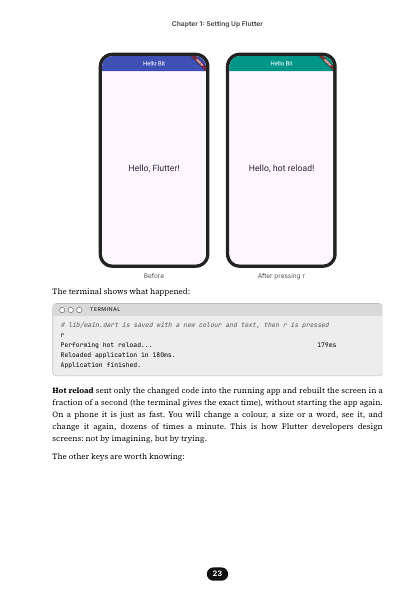 Chapter 1: Setting Up Flutter
Hello Bit
Hello Bit
Hello, Flutter!
Hello, hot reload!
Before
After pressing r
The terminal shows what happened:
TERMINAL
# lib/main.dart is saved with a new colour and text, then r is pressed
r
Performing hot reload... 179ms
Reloaded application in 180ms.
Application finished.
Hot reload sent only the changed code into the running app and rebuilt the screen in a
fraction of a second (the terminal gives the exact time), without starting the app again.
On a phone it is just as fast. You will change a colour, a size or a word, see it, and
change it again, dozens of times a minute. This is how Flutter developers design
screens: not by imagining, but by trying.
The other keys are worth knowing:
23